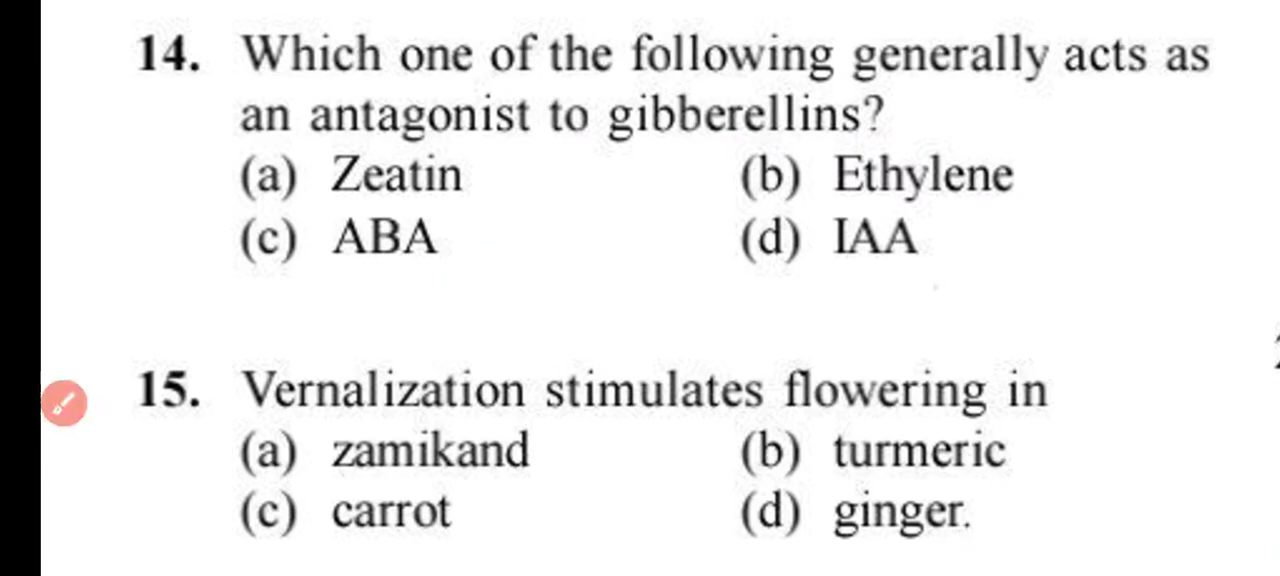 14. Which one of the following generally acts as
an antagonist to gibberellins?
(a) Zeatin (b) Ethylene
(c) ABA (d) IAA
15. Vernalization stimulates flowering in
(a) zamikand (b) turmeric
(c) carrot (d) ginger.